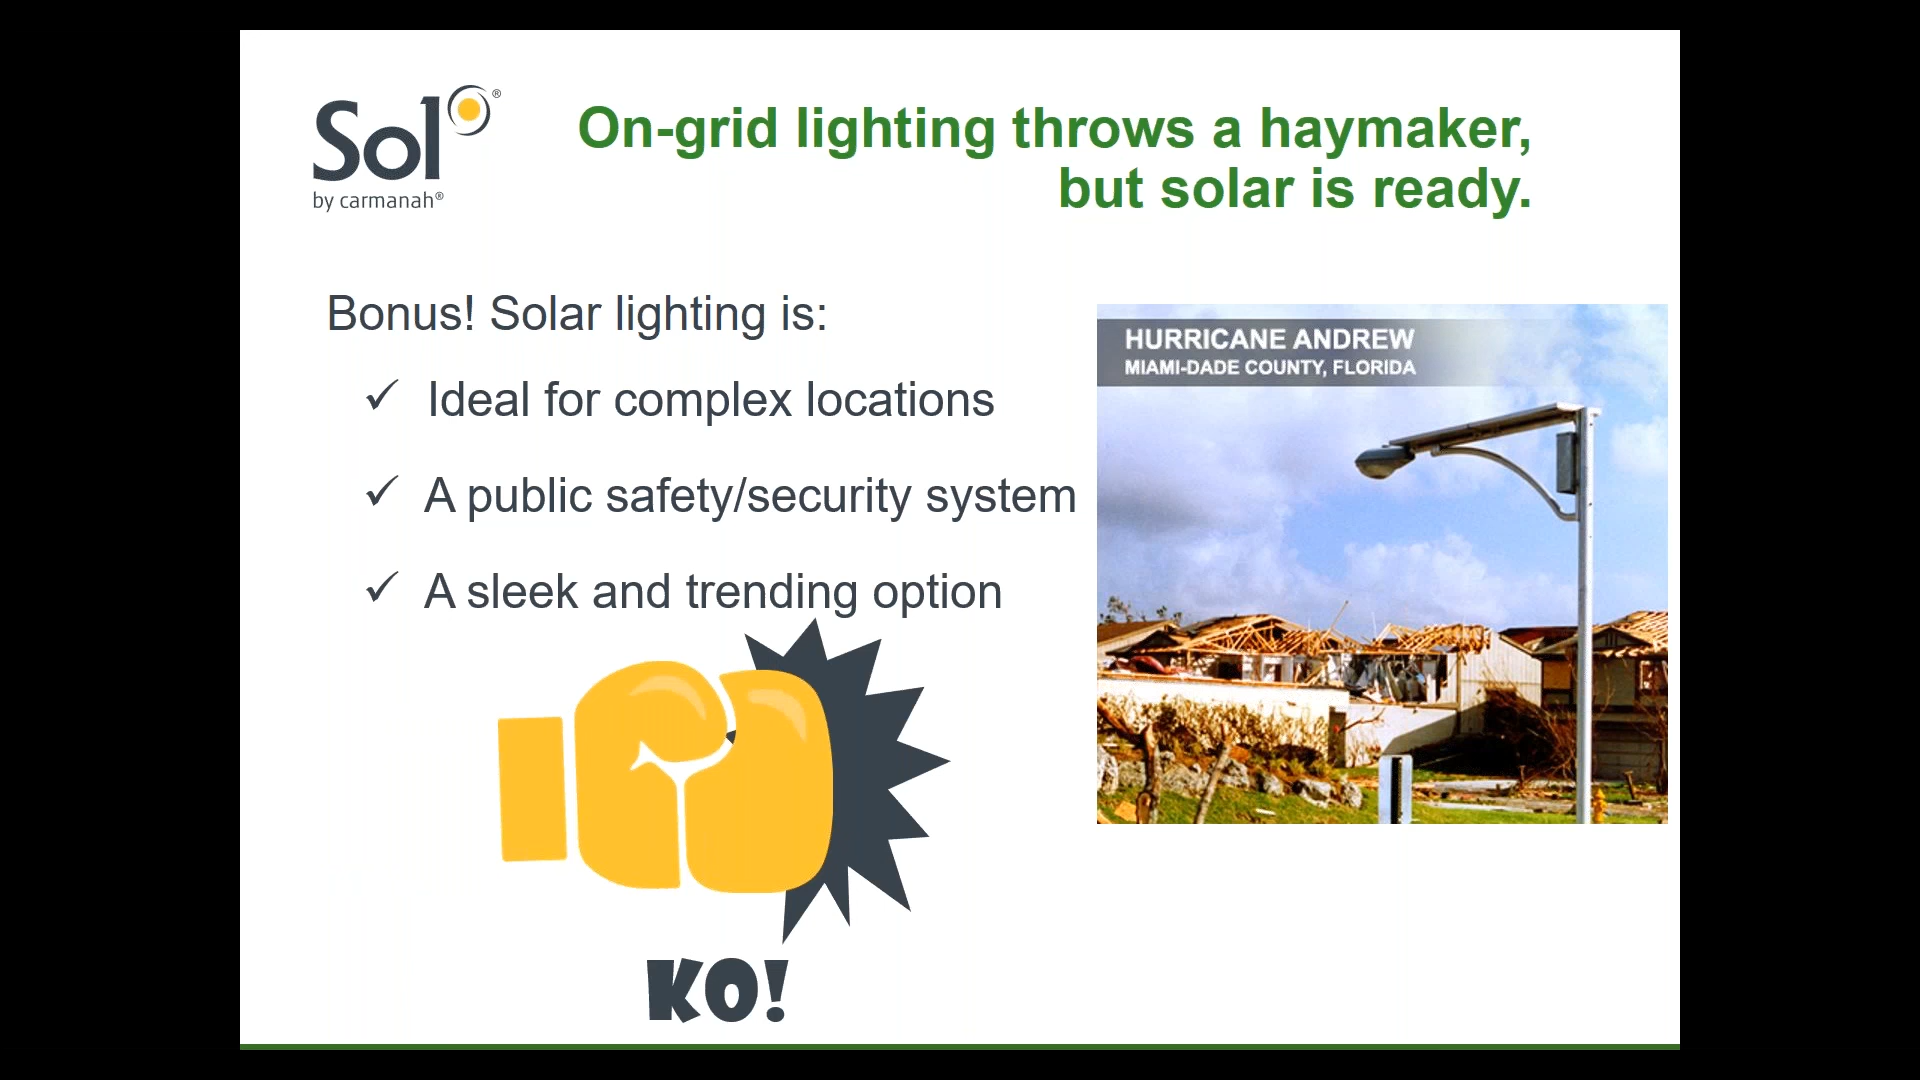 Sol®
by carmanah®
On-grid lighting throws a haymaker,
but solar is ready.
Bonus! Solar lighting is:
✓ Ideal for complex locations
✓ A public safety/security system
✓ A sleek and trending option
HURRICANE ANDREW
MIAMI-DADE COUNTY, FLORIDA
KO!